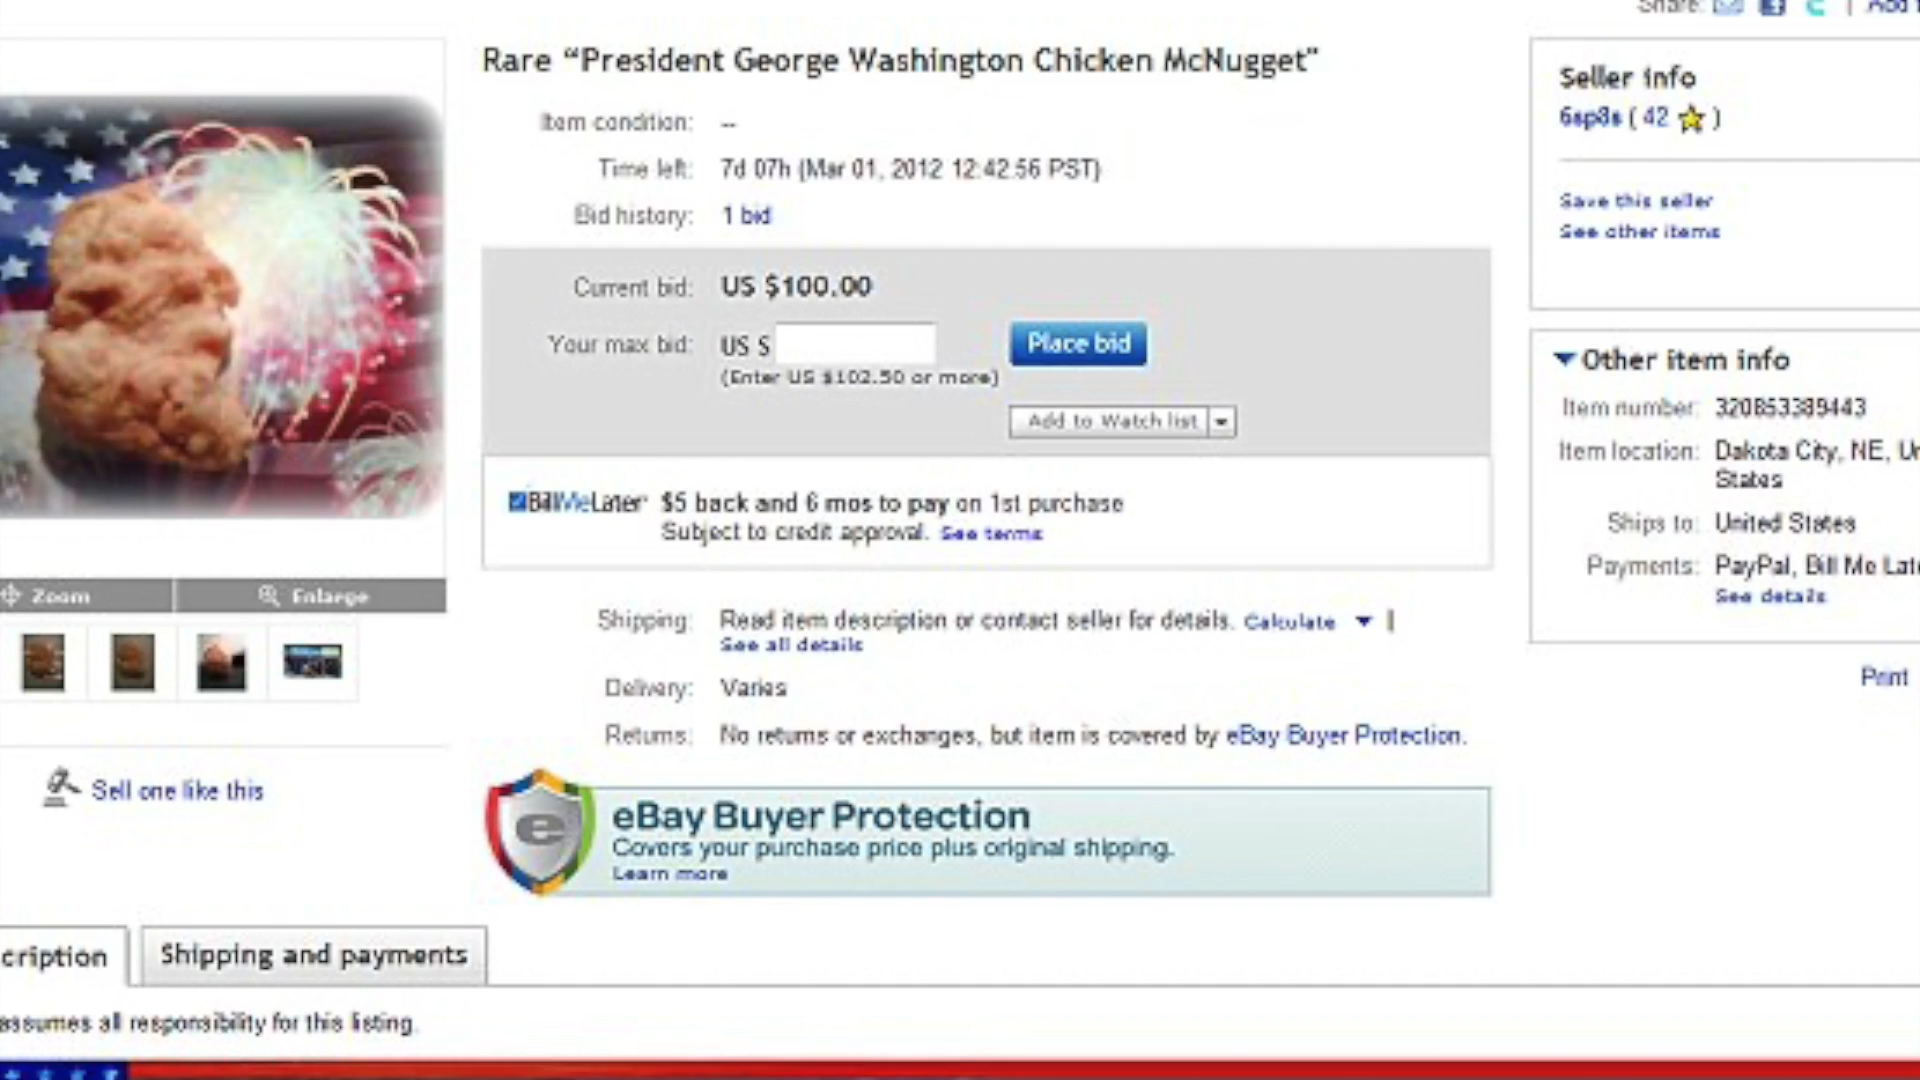 Share:
Rare “President George Washington Chicken McNugget"
Item condition: --
Time left: 7d 07h (Mar 01, 2012 12:42:56 PST)
Bid history: 1 bid
Current bid: US $100.00
Your max bid: US $
Place bid
(Enter US $102.50 or more)
Add to Watch list
BillMeLater
$5 back and 6 mos to pay on 1st purchase
Subject to credit approval. See terms
Zoom
Enlarge
Shipping: Read item description or contact seller for details. Calculate |
See all details
Delivery: Varies
Returns: No returns or exchanges, but item is covered by eBay Buyer Protection.
Sell one like this
e
eBay Buyer Protection
Covers your purchase price plus original shipping.
Learn more
Seller info
6sp8s ( 42 )
Save this seller
See other items
Other item info
Item number: 320853389443
Item location: Dakota City, NE, Un
States
Ships to: United States
Payments: PayPal, Bill Me Late
See details
Print
cription
Shipping and payments
assumes all responsibility for this listing.